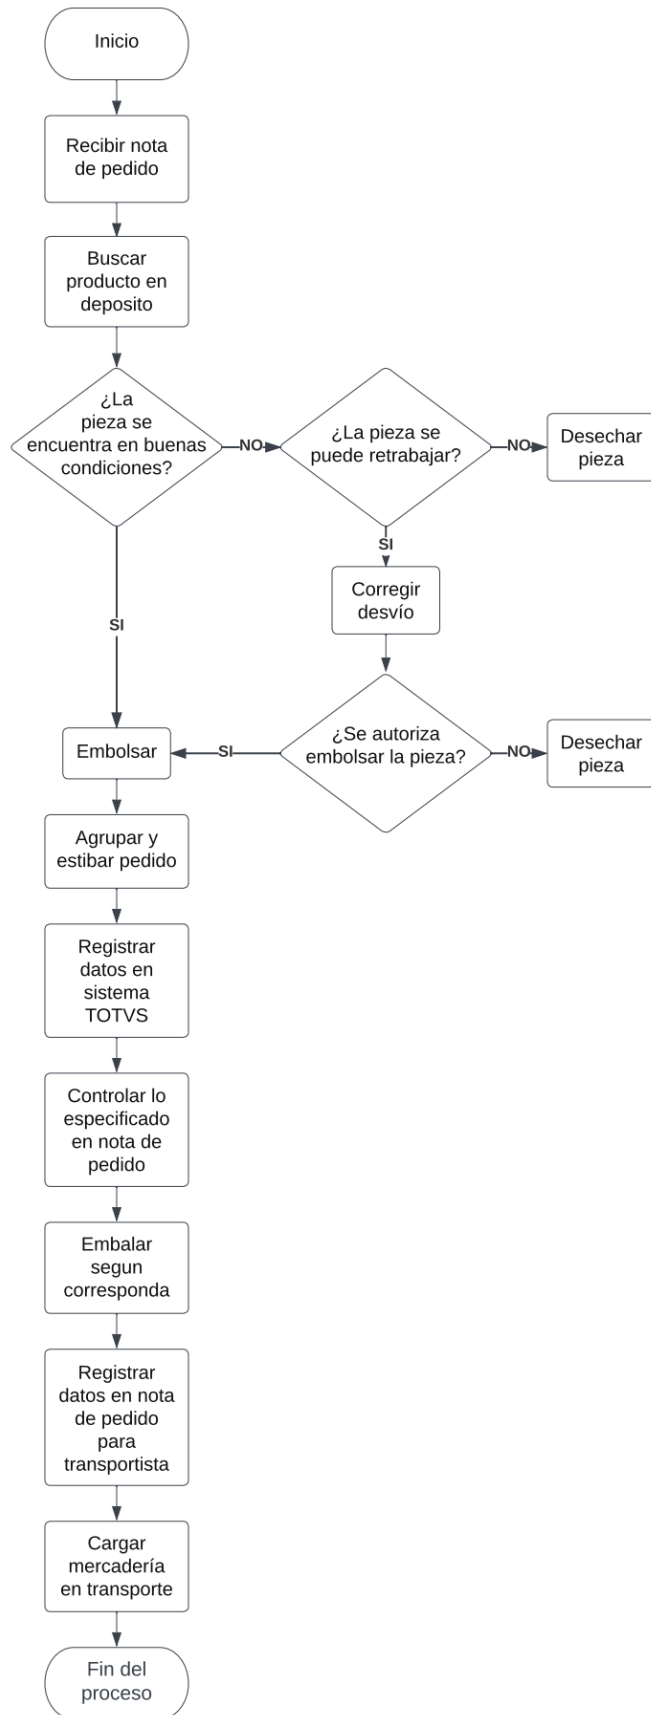 Inicio
Recibir nota
de pedido
Buscar
producto en
deposito
¿La
pieza se
encuentra en buenas
condiciones?
NO
¿La pieza se
puede retrabajar?
NO
Desechar
pieza
SI
Corregir
desvío
SI
¿Se autoriza
embolsar la pieza?
NO
Desechar
pieza
SI
Embolsar
Agrupar y
estibar pedido
Registrar
datos en
sistema
TOTVS
Controlar lo
especificado
en nota de
pedido
Embalar
segun
corresponda
Registrar
datos en nota
de pedido
para
transportista
Cargar
mercadería
en transporte
Fin del
proceso